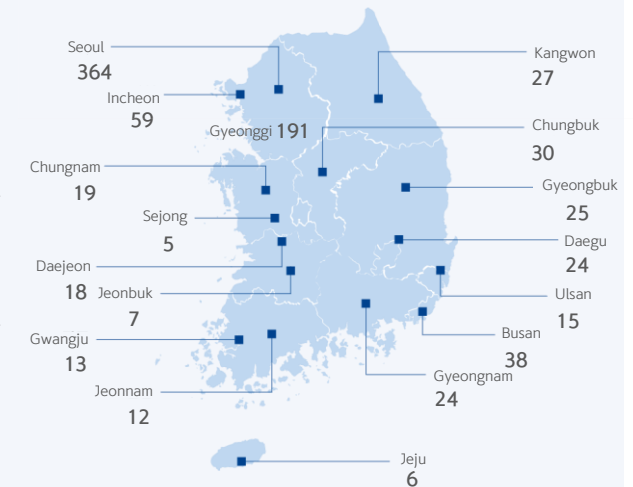 Seoul
364
Incheon
59
Gyeonggi 191
Chungnam
19
Sejong
5
Daejeon
18
Jeonbuk
7
Gwangju
13
Jeonnam
12
Kangwon
27
Chungbuk
30
Gyeongbuk
25
Daegu
24
Ulsan
15
Busan
38
Gyeongnam
24
Jeju
6